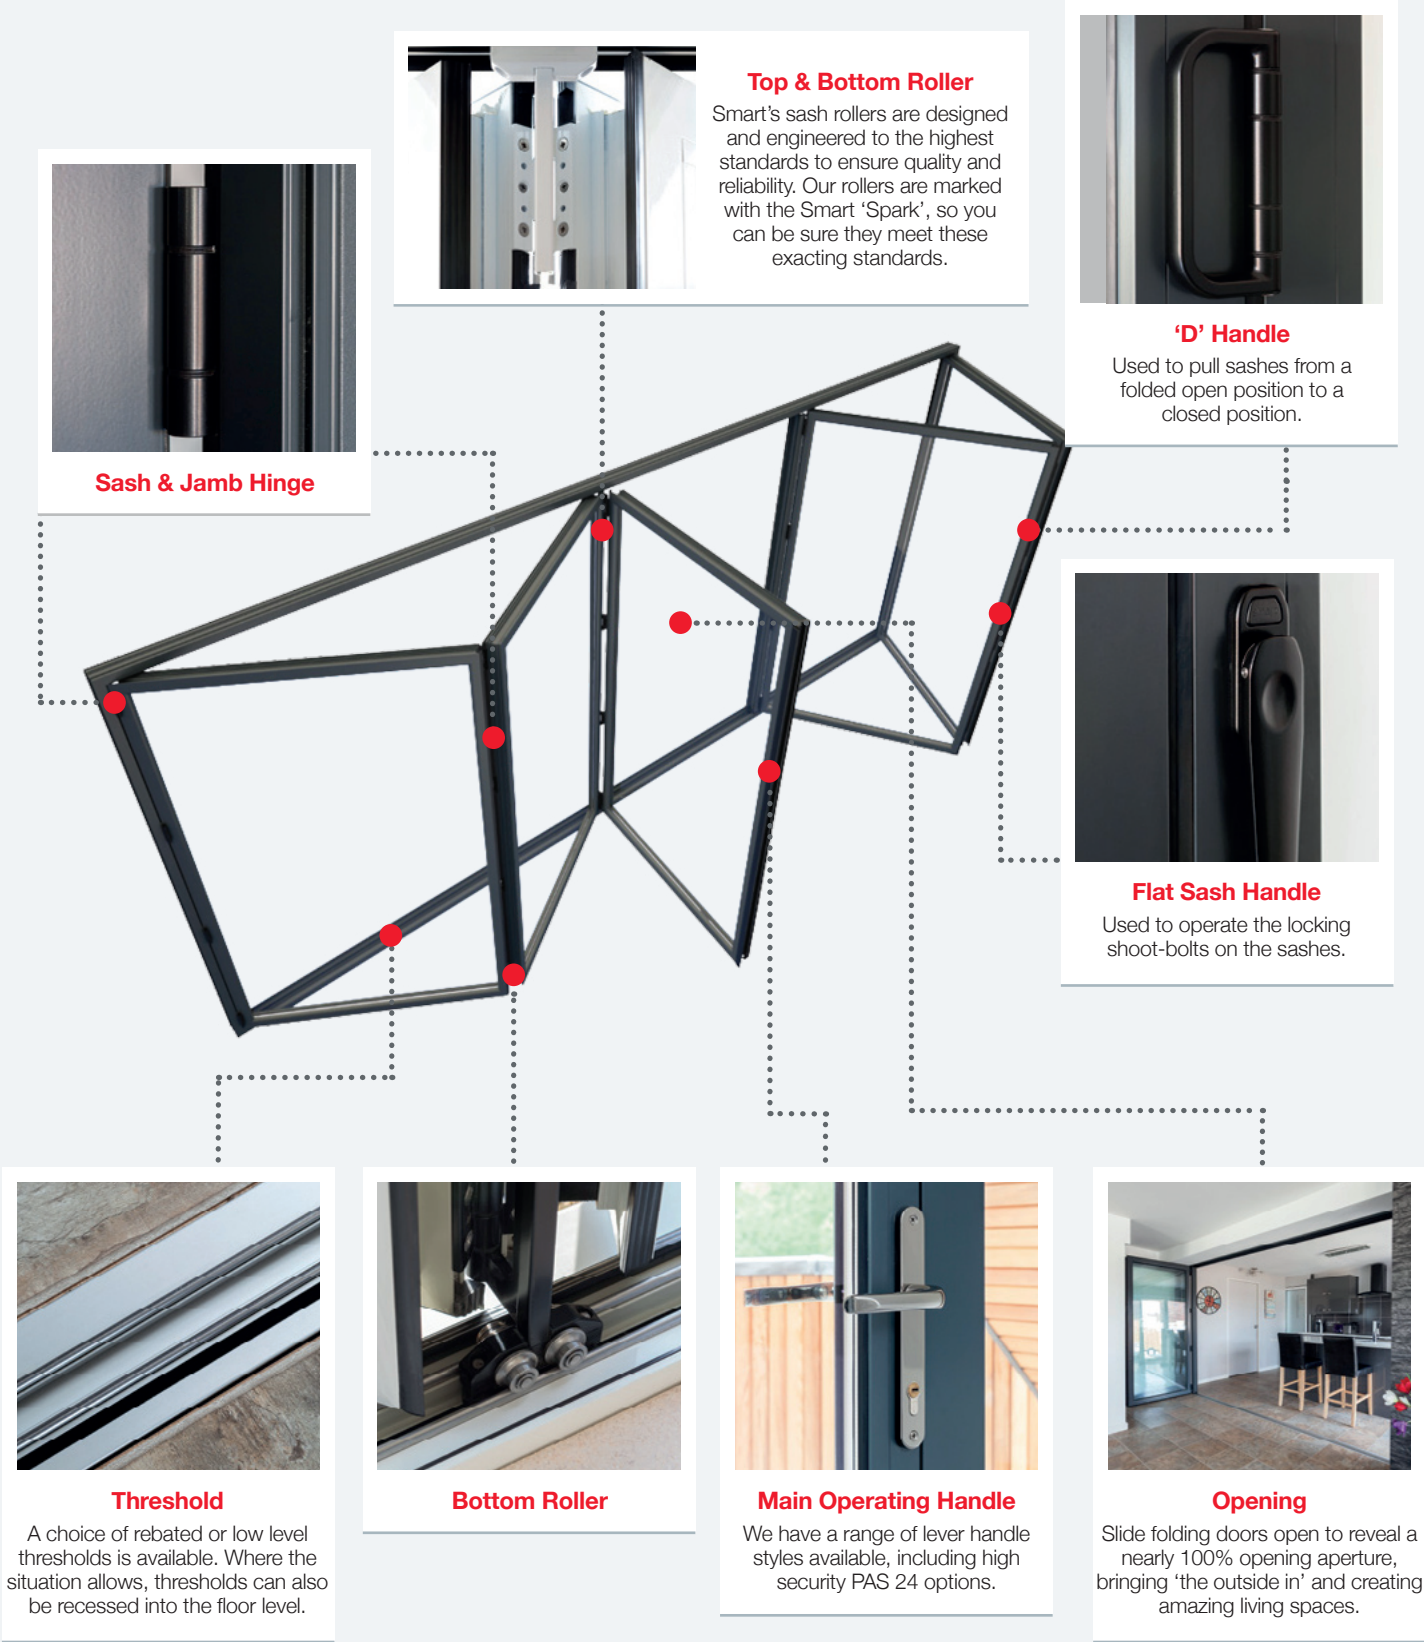 Top & Bottom Roller
Smart’s sash rollers are designed
and engineered to the highest
standards to ensure quality and
reliability. Our rollers are marked
with the Smart ‘Spark’, so you
can be sure they meet these
exacting standards.
‘D’ Handle
Used to pull sashes from a
folded open position to a
closed position.
Sash & Jamb Hinge
Flat Sash Handle
Used to operate the locking
shoot-bolts on the sashes.
Threshold
A choice of rebated or low level
thresholds is available. Where the
situation allows, thresholds can also
be recessed into the floor level.
Bottom Roller
Main Operating Handle
We have a range of lever handle
styles available, including high
security PAS 24 options.
Opening
Slide folding doors open to reveal a
nearly 100% opening aperture,
bringing ‘the outside in’ and creating
amazing living spaces.